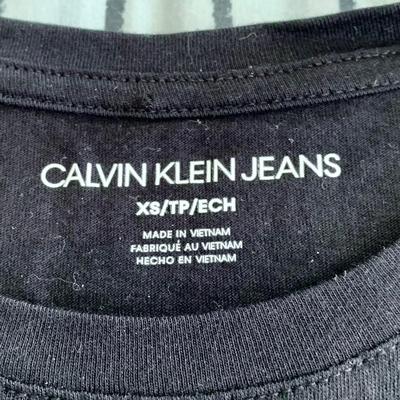 CALVIN KLEIN JEANS
XS/TP/ECH
MADE IN VIETNAM
FABRIQUÉ AU VIETNAM
HECHO EN VIETNAM